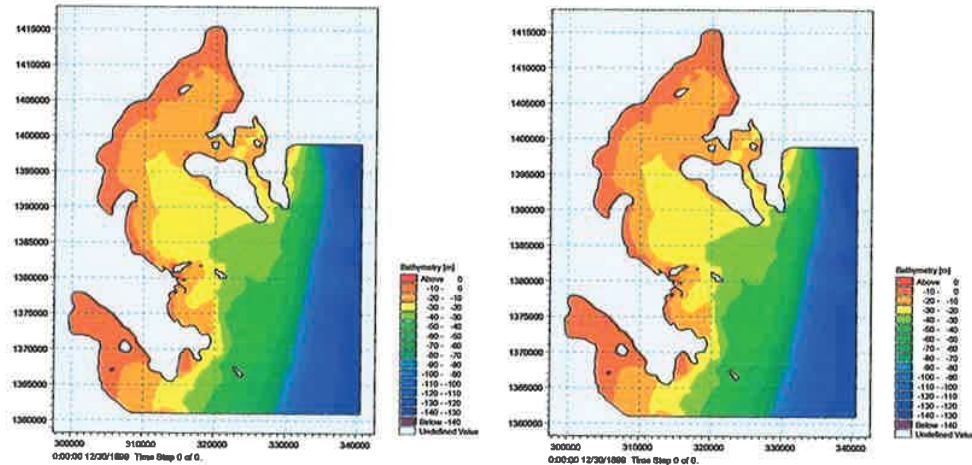 1415000
1410000
1405000
1400000
1395000
1390000
1385000
1380000
1375000
1370000
1365000
1360000
300000 310000 320000 330000 340000
0:00:00 12/30/1899 Time Step 0 of 0.
Bathymetry [m]
Above 0
-10 - 0
-20 - -10
-30 - -20
-40 - -30
-50 - -40
-60 - -50
-70 - -60
-80 - -70
-90 - -80
-100 - -90
-110 - -100
-120 - -110
-130 - -120
-140 - -130
Below -140
Undefined Value
1415000
1410000
1405000
1400000
1395000
1390000
1385000
1380000
1375000
1370000
1365000
1360000
300000 310000 320000 330000 340000
0:00:00 12/30/1899 Time Step 0 of 0.
Bathymetry [m]
Above 0
-10 - 0
-20 - -10
-30 - -20
-40 - -30
-50 - -40
-60 - -50
-70 - -60
-80 - -70
-90 - -80
-100 - -90
-110 - -100
-120 - -110
-130 - -120
-140 - -130
Below -140
Undefined Value